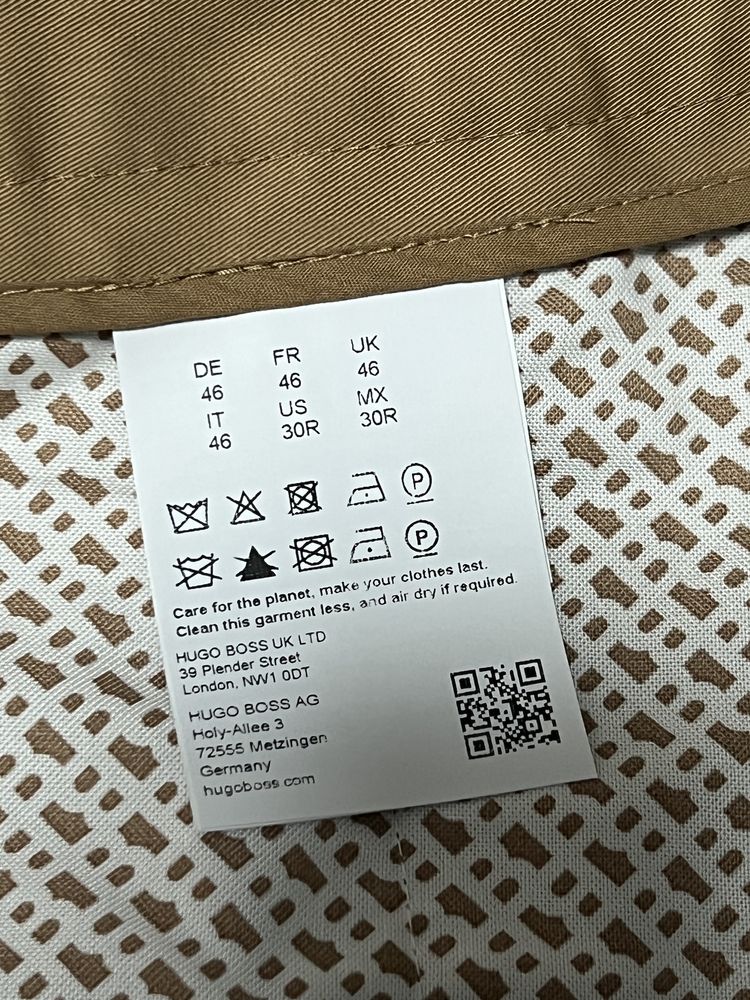 DE FR UK
46 46 46
IT US MX
46 30R 30R
P
P
Care for the planet, make your clothes last.
Clean this garment less, and air dry if required.
HUGO BOSS UK LTD
39 Plender Street
London, NW1 0DT
HUGO BOSS AG
Holy-Allee 3
72555 Metzingen
Germany
hugoboss.com